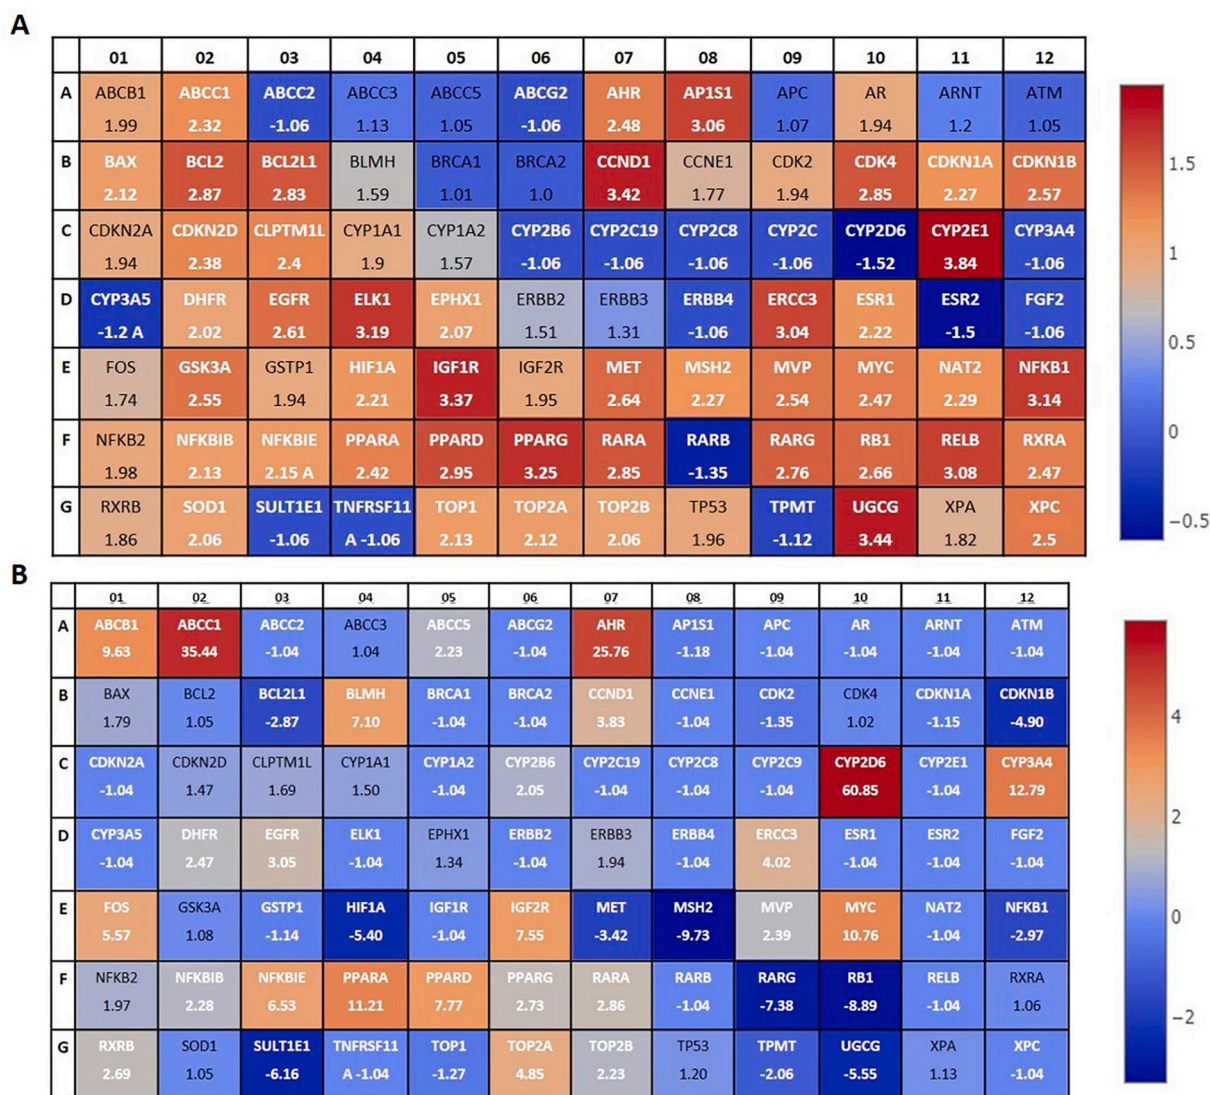 A
01 02 03 04 05 06 07 08 09 10 11 12
A ABCB1 ABCC1 ABCC2 ABCC3 ABCC5 ABCG2 AHR AP1S1 APC AR ARNT ATM
1.99 2.32 -1.06 1.13 1.05 -1.06 2.48 3.06 1.07 1.94 1.2 1.05
B BAX BCL2 BCL2L1 BLMH BRCA1 BRCA2 CCND1 CCNE1 CDK2 CDK4 CDKN1A CDKN1B
2.12 2.87 2.83 1.59 1.01 1.0 3.42 1.77 1.94 2.85 2.27 2.57
C CDKN2A CDKN2D CLPTM1L CYP1A1 CYP1A2 CYP2B6 CYP2C19 CYP2C8 CYP2C CYP2D6 CYP2E1 CYP3A4
1.94 2.38 2.4 1.9 1.57 -1.06 -1.06 -1.06 -1.06 -1.52 3.84 -1.06
D CYP3A5 DHFR EGFR ELK1 EPHX1 ERBB2 ERBB3 ERBB4 ERCC3 ESR1 ESR2 FGF2
-1.2 A 2.02 2.61 3.19 2.07 1.51 1.31 -1.06 3.04 2.22 -1.5 -1.06
E FOS GSK3A GSTP1 HIF1A IGF1R IGF2R MET MSH2 MVP MYC NAT2 NFKB1
1.74 2.55 1.94 2.21 3.37 1.95 2.64 2.27 2.54 2.47 2.29 3.14
F NFKB2 NFKBIB NFKBIE PPARA PPARD PPARG RARA RARB RARG RB1 RELB RXRA
1.98 2.13 2.15 A 2.42 2.95 3.25 2.85 -1.35 2.76 2.66 3.08 2.47
G RXRB SOD1 SULT1E1 TNFRSF11 TOP1 TOP2A TOP2B TP53 TPMT UGCG XPA XPC
1.86 2.06 -1.06 A -1.06 2.13 2.12 2.06 1.96 -1.12 3.44 1.82 2.5
1.5
1
0.5
0
−0.5
B
01 02 03 04 05 06 07 08 09 10 11 12
A ABCB1 ABCC1 ABCC2 ABCC3 ABCC5 ABCG2 AHR AP1S1 APC AR ARNT ATM
9.63 35.44 -1.04 1.04 2.23 -1.04 25.76 -1.18 -1.04 -1.04 -1.04 -1.04
B BAX BCL2 BCL2L1 BLMH BRCA1 BRCA2 CCND1 CCNE1 CDK2 CDK4 CDKN1A CDKN1B
1.79 1.05 -2.87 7.10 -1.04 -1.04 3.83 -1.04 -1.35 1.02 -1.15 -4.90
C CDKN2A CDKN2D CLPTM1L CYP1A1 CYP1A2 CYP2B6 CYP2C19 CYP2C8 CYP2C9 CYP2D6 CYP2E1 CYP3A4
-1.04 1.47 1.69 1.50 -1.04 2.05 -1.04 -1.04 -1.04 60.85 -1.04 12.79
D CYP3A5 DHFR EGFR ELK1 EPHX1 ERBB2 ERBB3 ERBB4 ERCC3 ESR1 ESR2 FGF2
-1.04 2.47 3.05 -1.04 1.34 -1.04 1.94 -1.04 4.02 -1.04 -1.04 -1.04
E FOS GSK3A GSTP1 HIF1A IGF1R IGF2R MET MSH2 MVP MYC NAT2 NFKB1
5.57 1.08 -1.14 -5.40 -1.04 7.55 -3.42 -9.73 2.39 10.76 -1.04 -2.97
F NFKB2 NFKBIB NFKBIE PPARA PPARD PPARG RARA RARB RARG RB1 RELB RXRA
1.97 2.28 6.53 11.21 7.77 2.73 2.86 -1.04 -7.38 -8.89 -1.04 1.06
G RXRB SOD1 SULT1E1 TNFRSF11 TOP1 TOP2A TOP2B TP53 TPMT UGCG XPA XPC
2.69 1.05 -6.16 A -1.04 -1.27 4.85 2.23 1.20 -2.06 -5.55 1.13 -1.04
4
2
0
−2